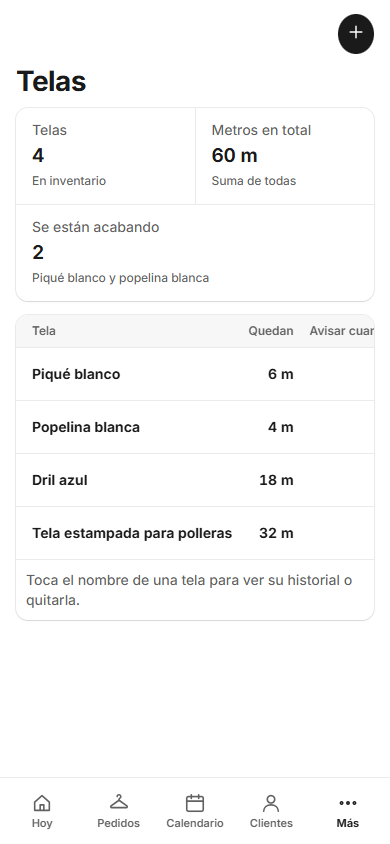 Telas
Telas
4
En inventario
Metros en total
60 m
Suma de todas
Se están acabando
2
Piqué blanco y popelina blanca
Tela Quedan Avisar
Piqué blanco 6 m
Popelina blanca 4 m
Dril azul 18 m
Tela estampada para polleras 32 m
Toca el nombre de una tela para ver su historial o
quitarla.
Hoy Pedidos Calendario Clientes Más